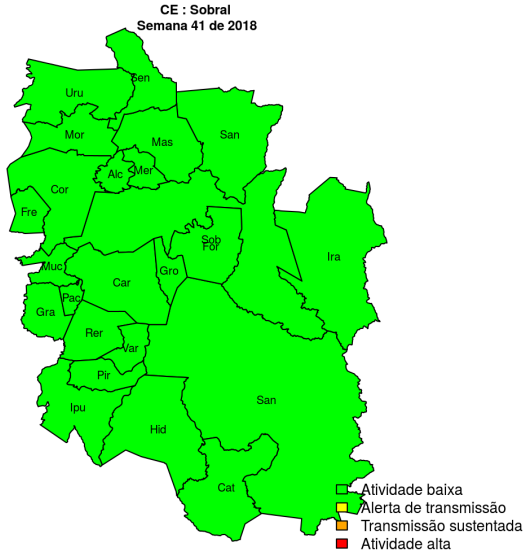 CE : Sobral
Semana 41 de 2018
Sen
Uru
Mor
Mas
San
Alc
Mer
Cor
Fre
Sob
For
Ira
Muc
Gro
Car
Pac
Gra
Rer
Var
Pir
San
Ipu
Hid
Cat
Atividade baixa
Alerta de transmissão
Transmissão sustentada
Atividade alta